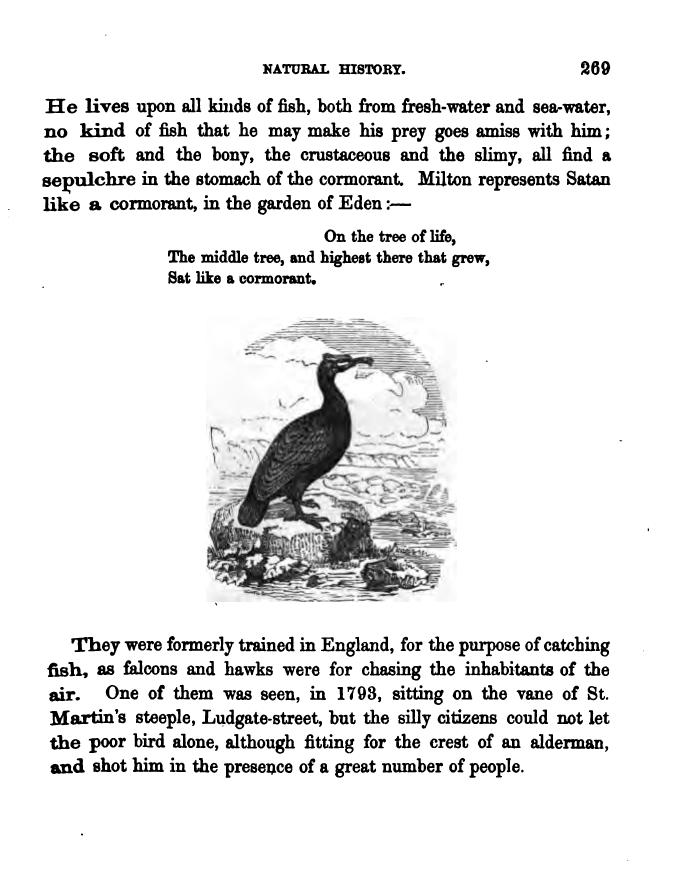 NATURAL HISTORY. 269
He lives upon all kinds of fish, both from fresh-water and sea-water,
no kind of fish that he may make his prey goes amiss with him;
the soft and the bony, the crustaceous and the slimy, all find a
sepulchre in the stomach of the cormorant. Milton represents Satan
like a cormorant, in the garden of Eden:—
On the tree of life,
The middle tree, and highest there that grew,
Sat like a cormorant.
They were formerly trained in England, for the purpose of catching
fish, as falcons and hawks were for chasing the inhabitants of the
air. One of them was seen, in 1793, sitting on the vane of St.
Martin's steeple, Ludgate-street, but the silly citizens could not let
the poor bird alone, although fitting for the crest of an alderman,
and shot him in the presence of a great number of people.